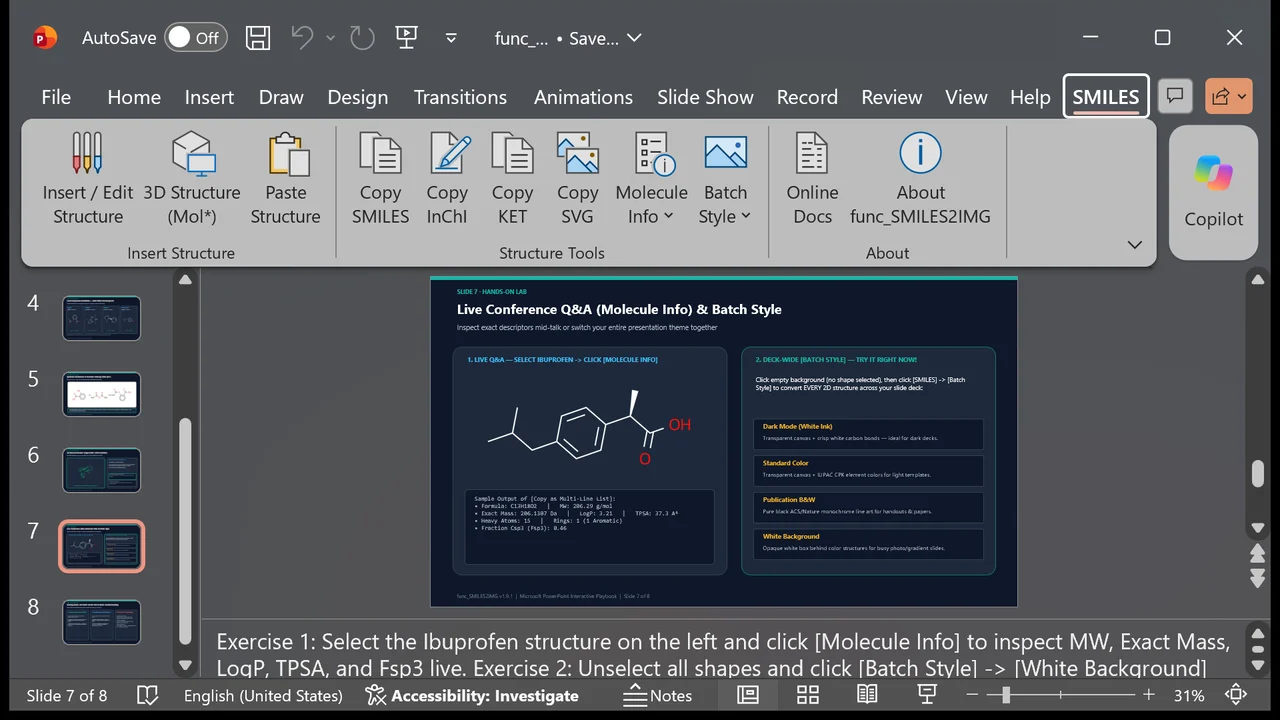 AutoSave Off func_... • Save...
File Home Insert Draw Design Transitions Animations Slide Show Record Review View Help SMILES
Insert / Edit
Structure
3D Structure
(Mol*)
Paste
Structure
Insert Structure
Copy
SMILES
Copy
InChI
Copy
KET
Copy
SVG
Molecule
Info
Batch
Style
Structure Tools
Online
Docs
About
func_SMILES2IMG
About
Copilot
4
5
6
7
8
SLIDE 7 · HANDS-ON LAB
Live Conference Q&A (Molecule Info) & Batch Style
Inspect exact descriptors mid-talk or switch your entire presentation theme together
1. LIVE Q&A — SELECT IBUPROFEN -> CLICK [MOLECULE INFO]
OH
O
Sample Output of [Copy as Multi-Line List]:
• Formula: C13H18O2 | MW: 206.29 g/mol
• Exact Mass: 206.1307 Da | LogP: 3.21 | TPSA: 37.3 Å²
• Heavy Atoms: 15 | Rings: 1 (1 Aromatic)
• Fraction Csp3 (Fsp3): 0.46
2. DECK-WIDE [BATCH STYLE] — TRY IT RIGHT NOW!
Click empty background (no shape selected), then click [SMILES] -> [Batch
Style] to convert EVERY 2D structure across your slide deck:
Dark Mode (White Ink)
Transparent canvas + crisp white carbon bonds — ideal for dark decks.
Standard Color
Transparent canvas + IUPAC CPK element colors for light templates.
Publication B&W
Pure black ACS/Nature monochrome line art for handouts & papers.
White Background
Opaque white box behind color structures for busy photo/gradient slides.
func_SMILES2IMG v1.9.1 | Microsoft PowerPoint Interactive Playbook | Slide 7 of 8
Exercise 1: Select the Ibuprofen structure on the left and click [Molecule Info] to inspect MW, Exact Mass,
LogP, TPSA, and Fsp3 live. Exercise 2: Unselect all shapes and click [Batch Style] -> [White Background]
Slide 7 of 8 English (United States) Accessibility: Investigate Notes 31%